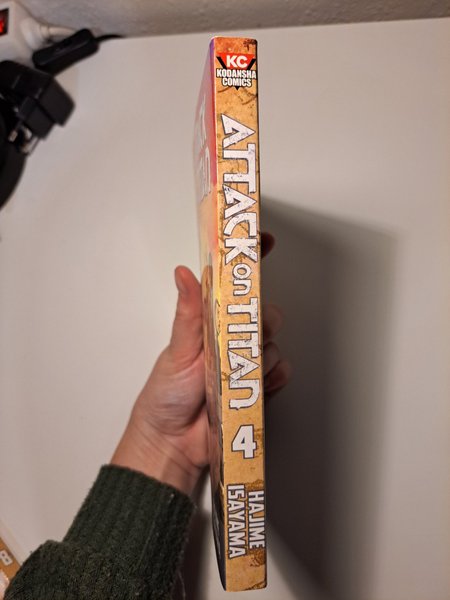 KC
KODANSHA
COMICS
ATTACK on TITAN
4
HAJIME
ISAYAMA